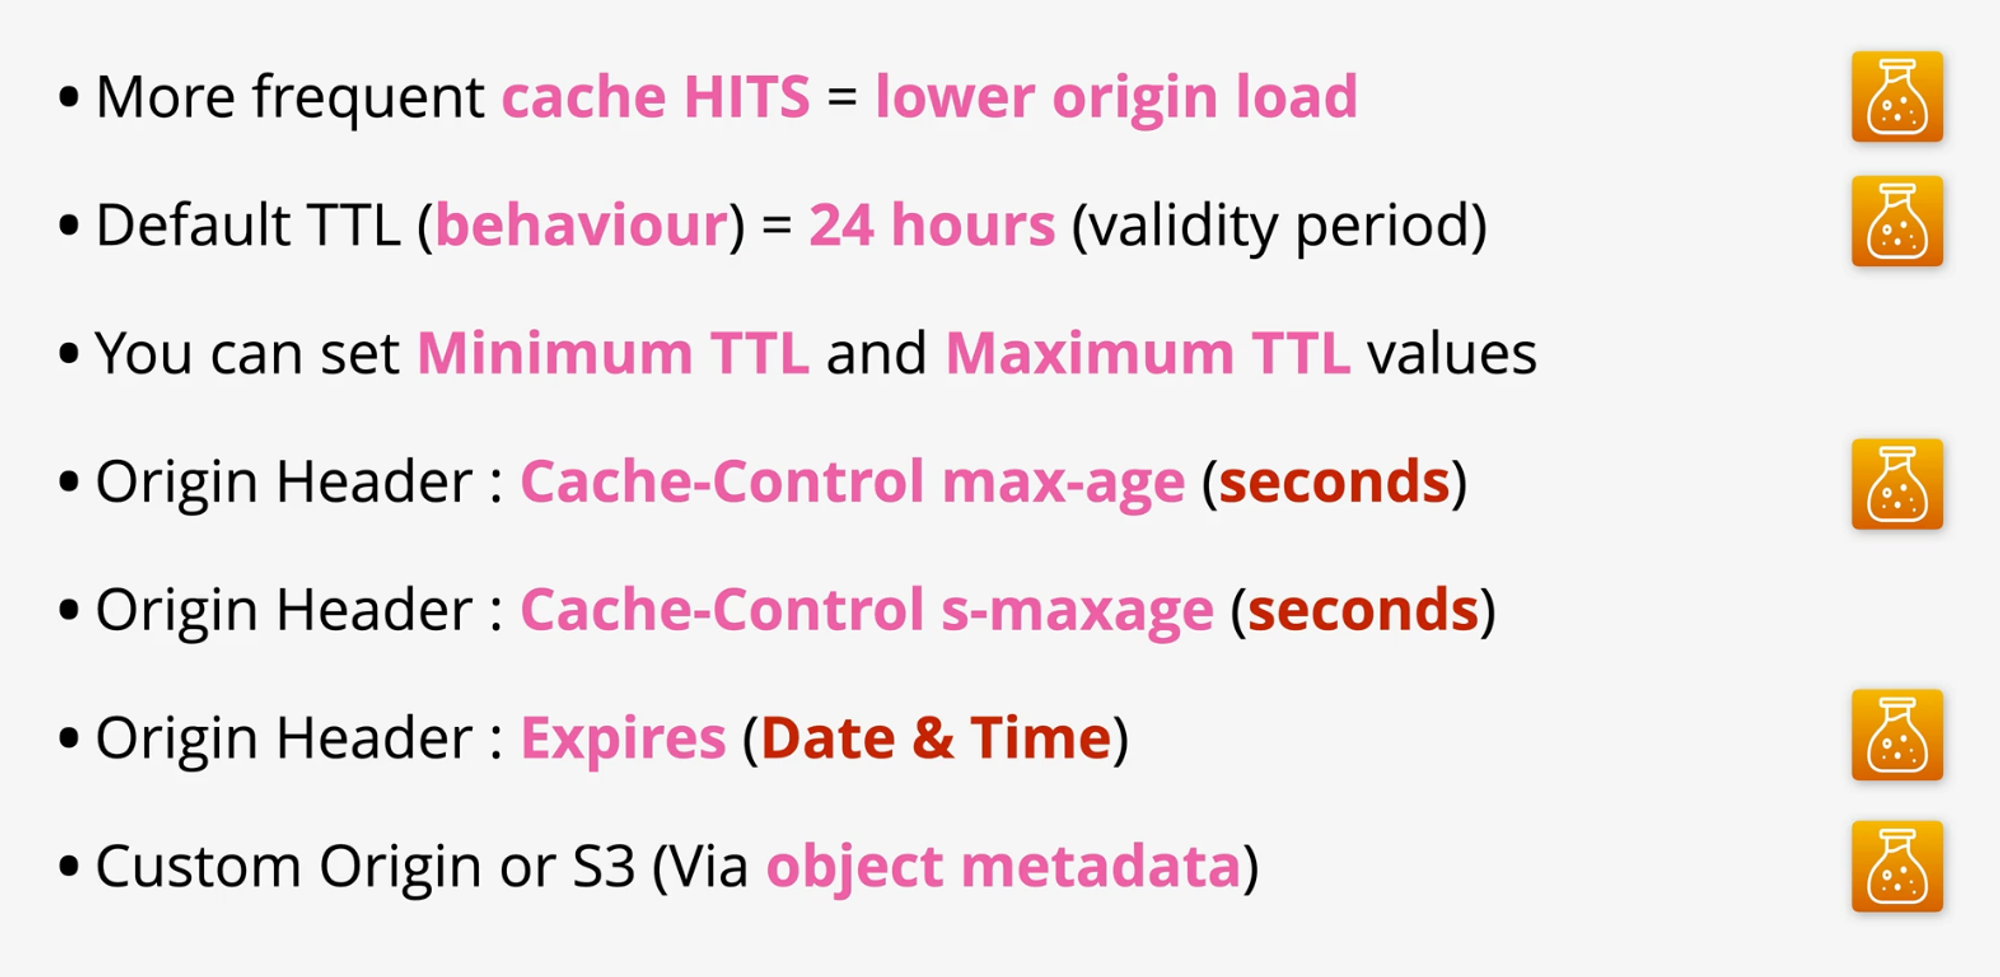 • More frequent cache HITS = lower origin load
• Default TTL (behaviour) = 24 hours (validity period)
• You can set Minimum TTL and Maximum TTL values
• Origin Header : Cache-Control max-age (seconds)
• Origin Header : Cache-Control s-maxage (seconds)
• Origin Header : Expires (Date & Time)
• Custom Origin or S3 (Via object metadata)